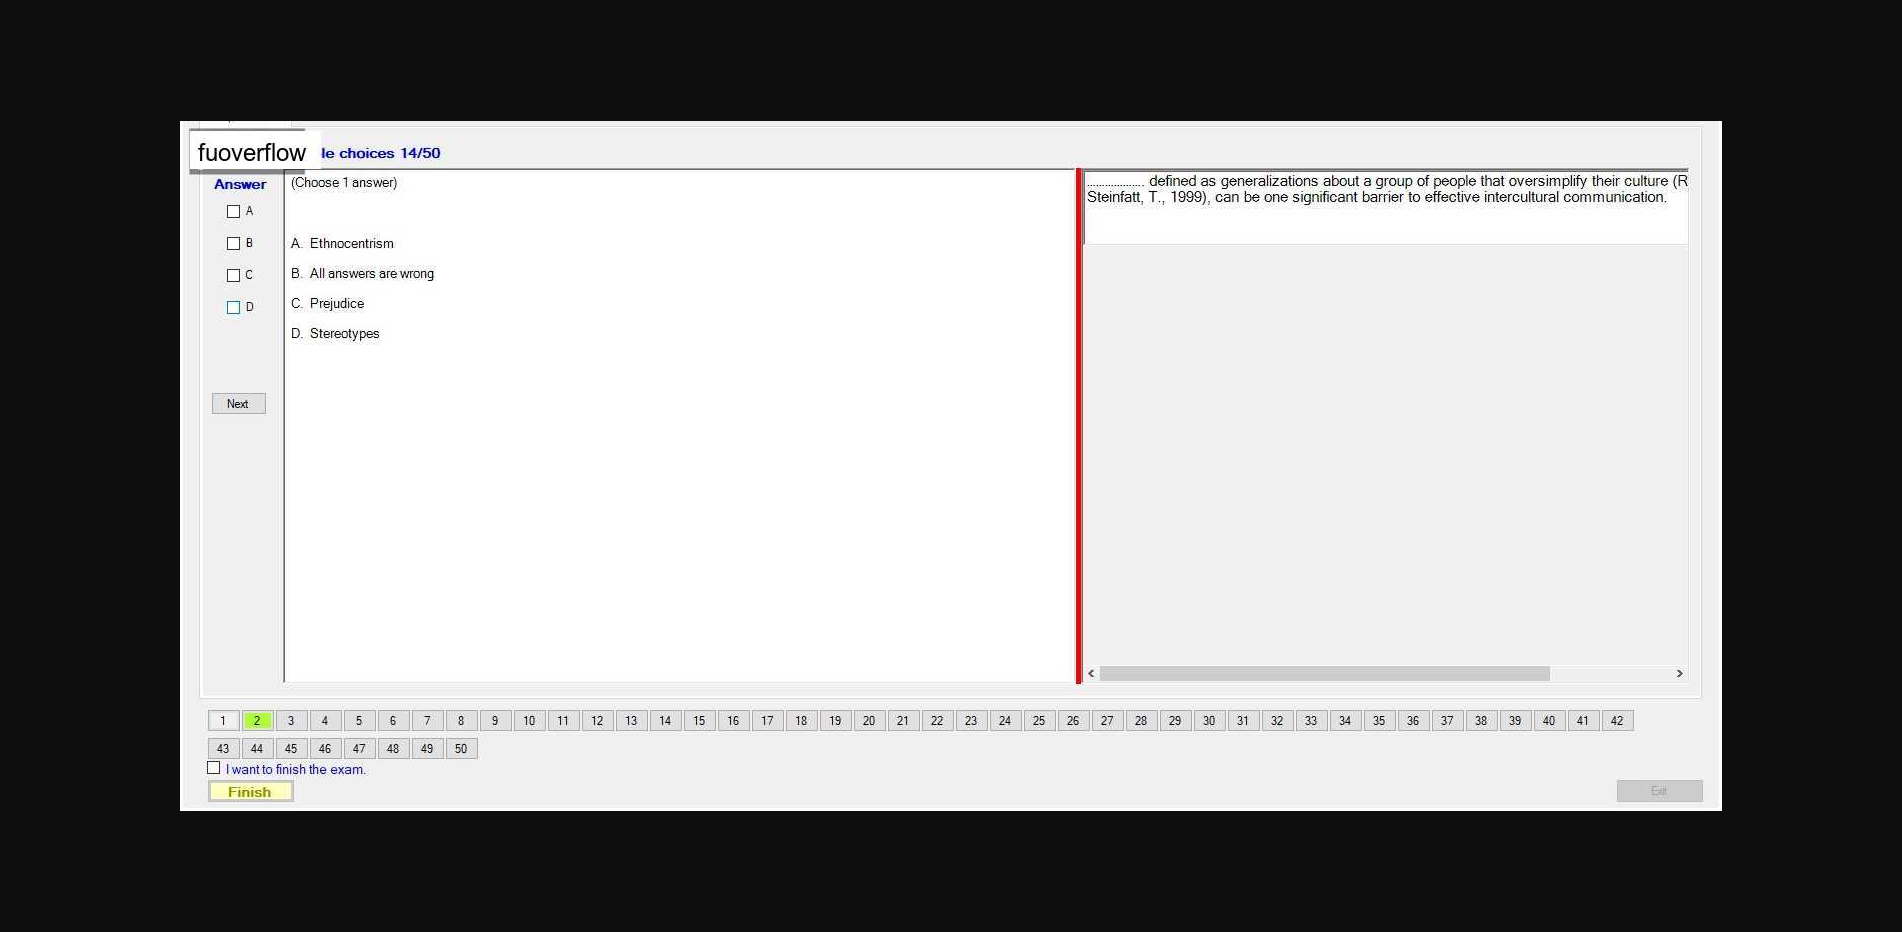 fuoverflow
le choices 14/50
Answer
(Choose 1 answer)
A
B
C
D
A. Ethnocentrism
B. All answers are wrong
C. Prejudice
D. Stereotypes
Next
................... defined as generalizations about a group of people that oversimplify their culture (R
Steinfatt, T., 1999), can be one significant barrier to effective intercultural communication.
1 2 3 4 5 6 7 8 9 10 11 12 13 14 15 16 17 18 19 20 21 22 23 24 25 26 27 28 29 30 31 32 33 34 35 36 37 38 39 40 41 42
43 44 45 46 47 48 49 50
I want to finish the exam.
Finish
Exit